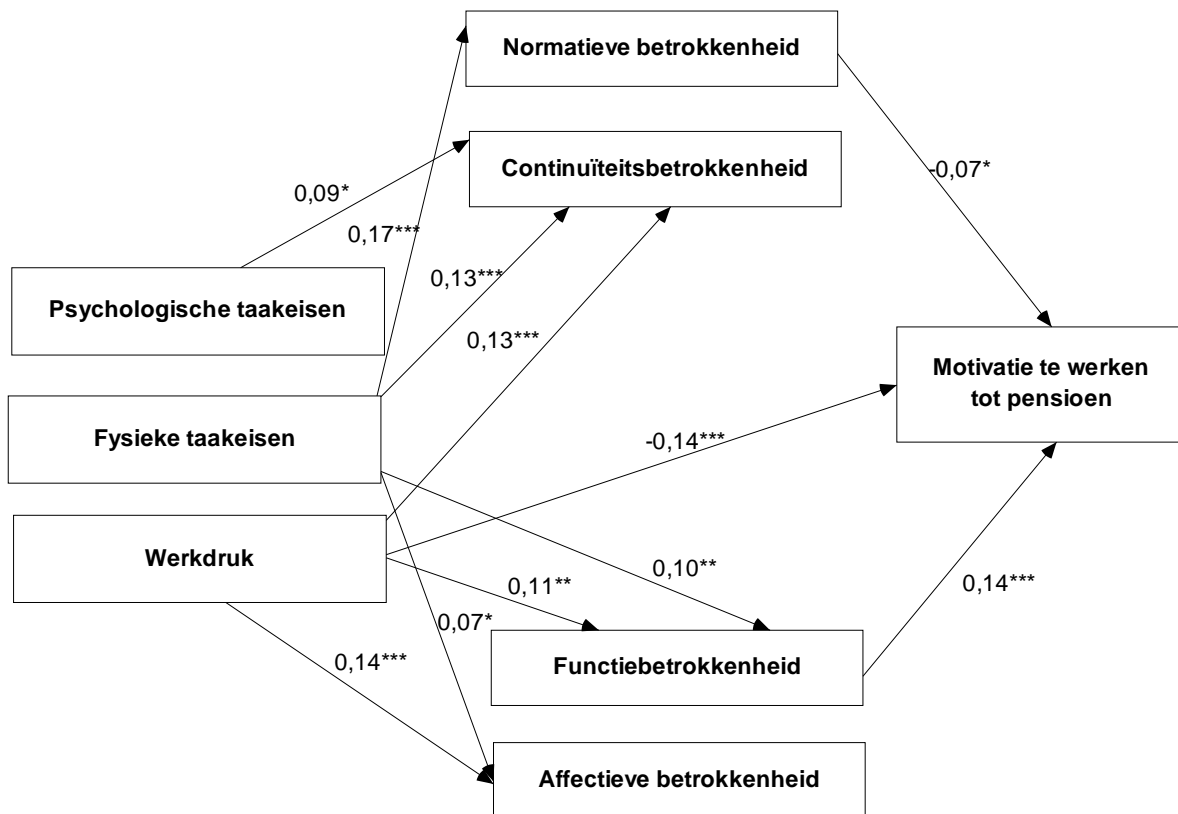 Normatieve betrokkenheid
Continuïteitsbetrokkenheid
-0,07*
0,09*
0,17***
Psychologische taakeisen
0,13***
0,13***
Motivatie te werken
tot pensioen
Fysieke taakeisen
-0,14***
Werkdruk
0,10**
0,11**
0,14***
0,07*
0,14***
Functiebetrokkenheid
Affectieve betrokkenheid